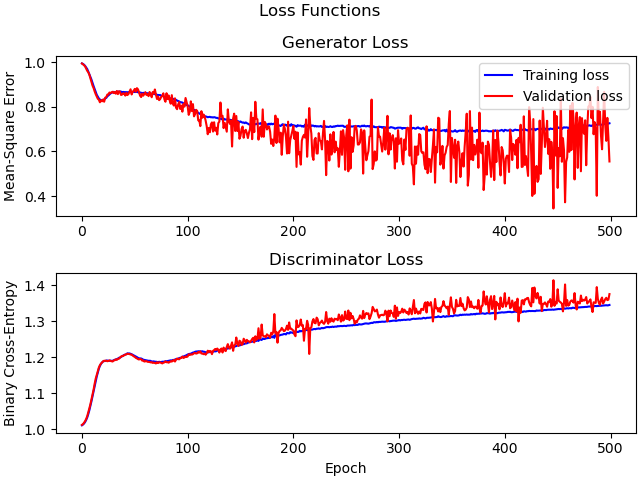 Loss Functions
Generator Loss
Mean-Square Error
1.0
0.8
0.6
0.4
Training loss
Validation loss
0 100 200 300 400 500
Discriminator Loss
Binary Cross-Entropy
1.4
1.3
1.2
1.1
1.0
0 100 200 300 400 500
Epoch